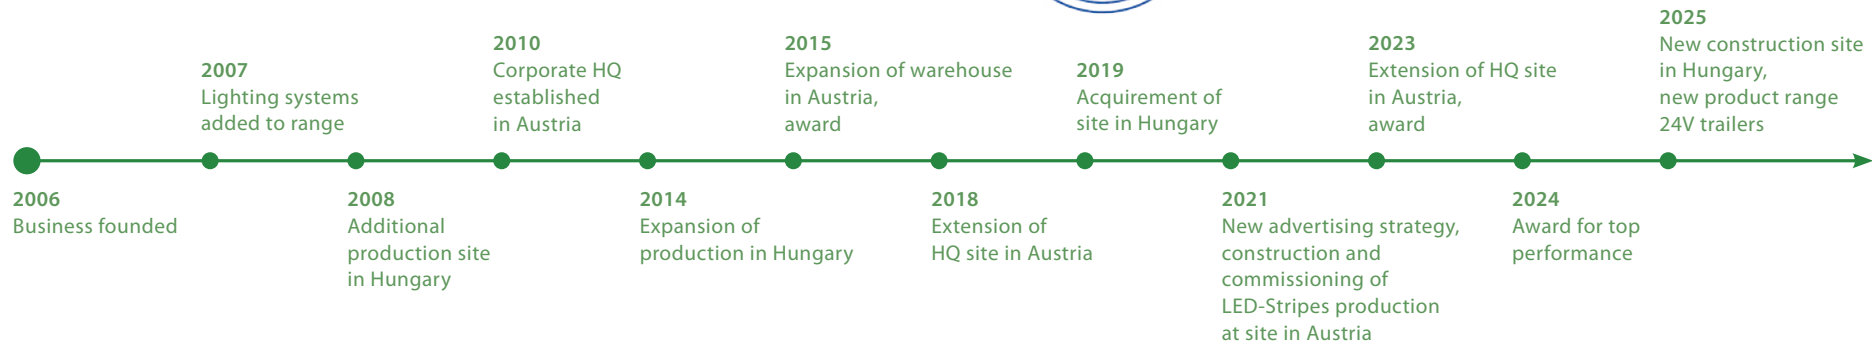 2006
Business founded
2007
Lighting systems
added to range
2008
Additional
production site
in Hungary
2010
Corporate HQ
established
in Austria
2014
Expansion of
production in Hungary
2015
Expansion of warehouse
in Austria,
award
2018
Extension of
HQ site in Austria
2019
Acquirement of
site in Hungary
2021
New advertising strategy,
construction and
commissioning of
LED-Stripes production
at site in Austria
2023
Extension of HQ site
in Austria,
award
2024
Award for top
performance
2025
New construction site
in Hungary,
new product range
24V trailers